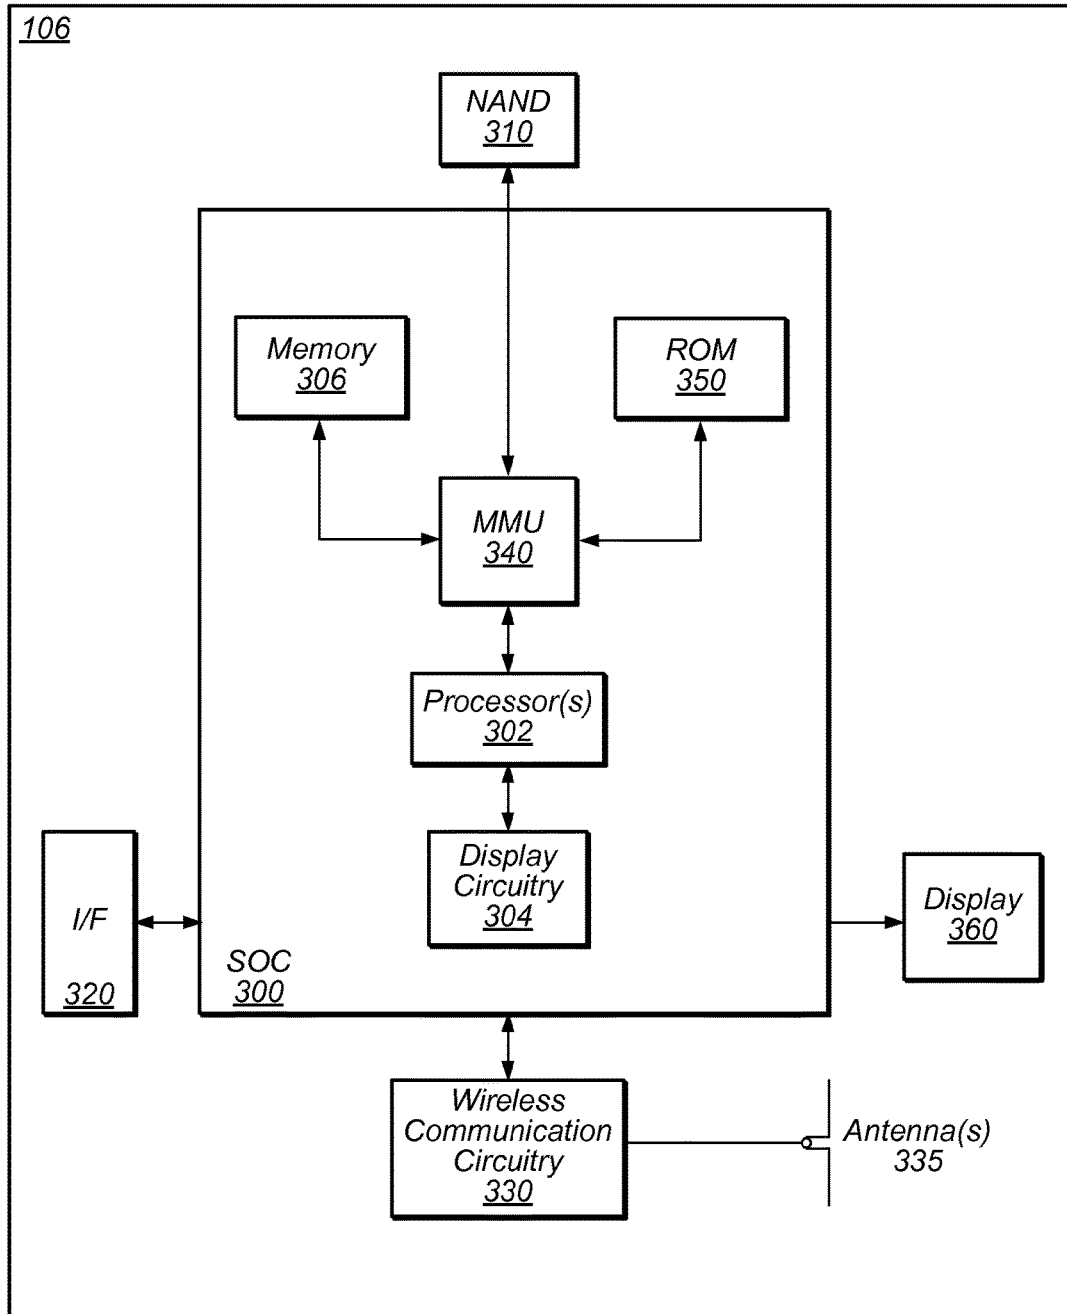 106
NAND
310
Memory
306
ROM
350
MMU
340
Processor(s)
302
Display
Circuitry
304
I/F
320
SOC
300
Display
360
Wireless
Communication
Circuitry
330
Antenna(s)
335